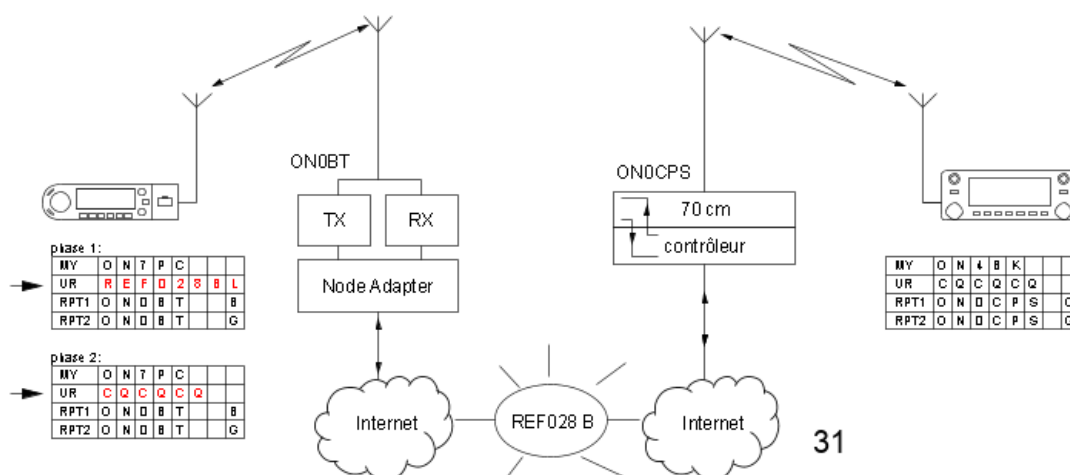 ON0BT
ON0CPS
TX RX
70 cm
contrôleur
Node Adapter
phase 1:
MY O N 7 P C
UR R E F 0 2 8 B L
RPT1 O N 0 B T B
RPT2 O N 0 B T G
phase 2:
MY O N 7 P C
UR C Q C Q C Q
RPT1 O N 0 B T B
RPT2 O N 0 B T G
MY O N 4 B K
UR C Q C Q C Q
RPT1 O N 0 C P S
RPT2 O N 0 C P S
Internet
REF028 B
Internet
31